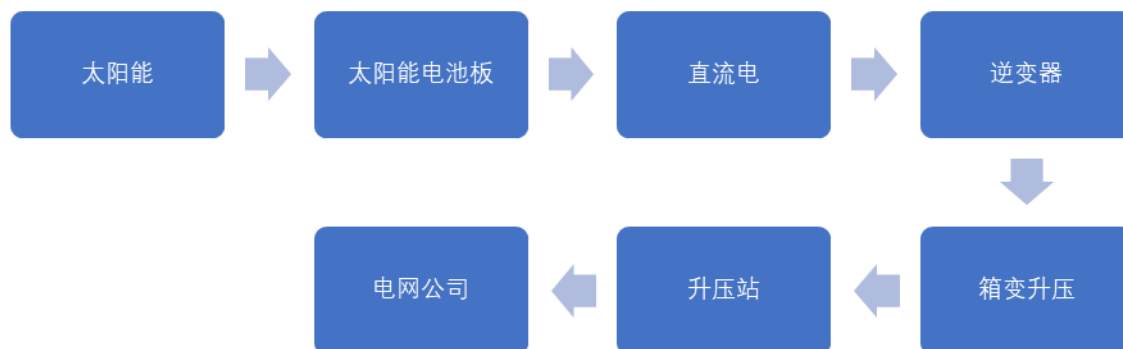 太阳能
太阳能电池板
直流电
逆变器
箱变升压
升压站
电网公司